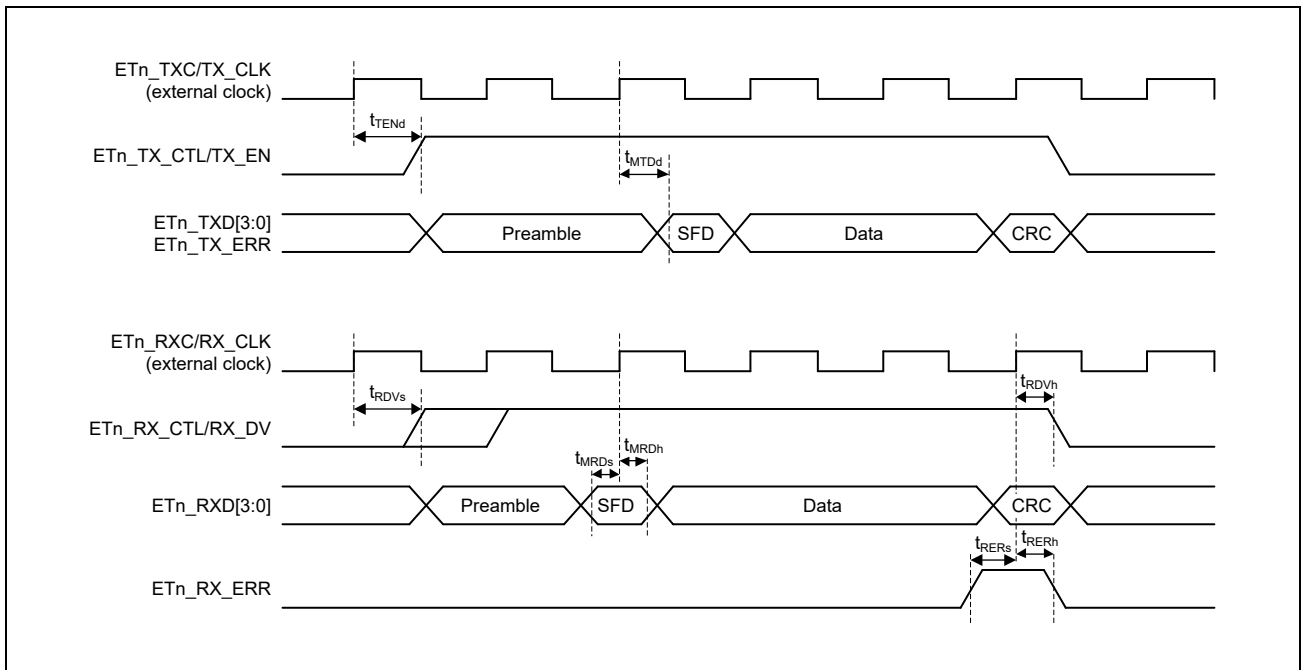 ETn_TXC/TX_CLK
(external clock)
tTENd
ETn_TX_CTL/TX_EN
tMTDd
ETn_TXD[3:0]
ETn_TX_ERR
Preamble
SFD
Data
CRC
ETn_RXC/RX_CLK
(external clock)
tRDVs
tRDVh
ETn_RX_CTL/RX_DV
tMRDs
tMRDh
ETn_RXD[3:0]
Preamble
SFD
Data
CRC
tRERs
tRERh
ETn_RX_ERR